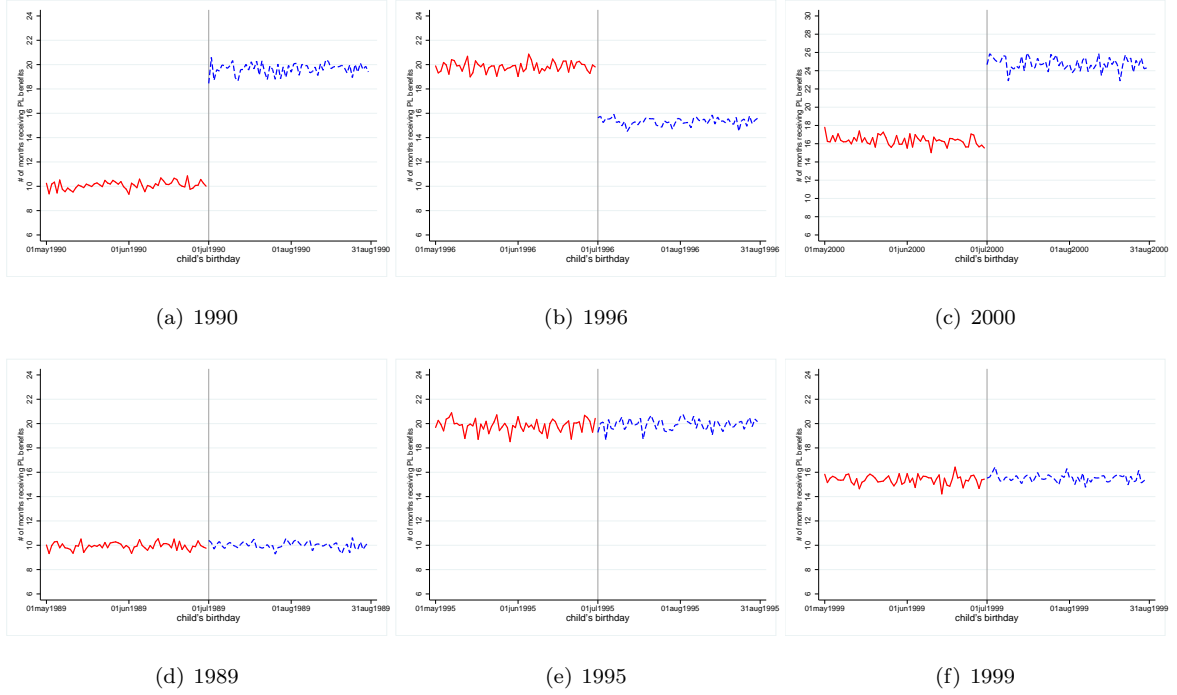 # of months receiving PL benefits
24
22
20
18
16
14
12
10
8
6
01may1990 01jun1990 01jul1990 01aug1990 31aug1990
child's birthday
(a) 1990
# of months receiving PL benefits
24
22
20
18
16
14
12
10
8
6
01may1996 01jun1996 01jul1996 01aug1996 31aug1996
child's birthday
(b) 1996
# of months receiving PL benefits
30
28
26
24
22
20
18
16
14
12
10
8
6
01may2000 01jun2000 01jul2000 01aug2000 31aug2000
child's birthday
(c) 2000
# of months receiving PL benefits
24
22
20
18
16
14
12
10
8
6
01may1989 01jun1989 01jul1989 01aug1989 31aug1989
child's birthday
(d) 1989
# of months receiving PL benefits
24
22
20
18
16
14
12
10
8
6
01may1995 01jun1995 01jul1995 01aug1995 31aug1995
child's birthday
(e) 1995
# of months receiving PL benefits
24
22
20
18
16
14
12
10
8
6
01may1999 01jun1999 01jul1999 01aug1999 31aug1999
child's birthday
(f) 1999